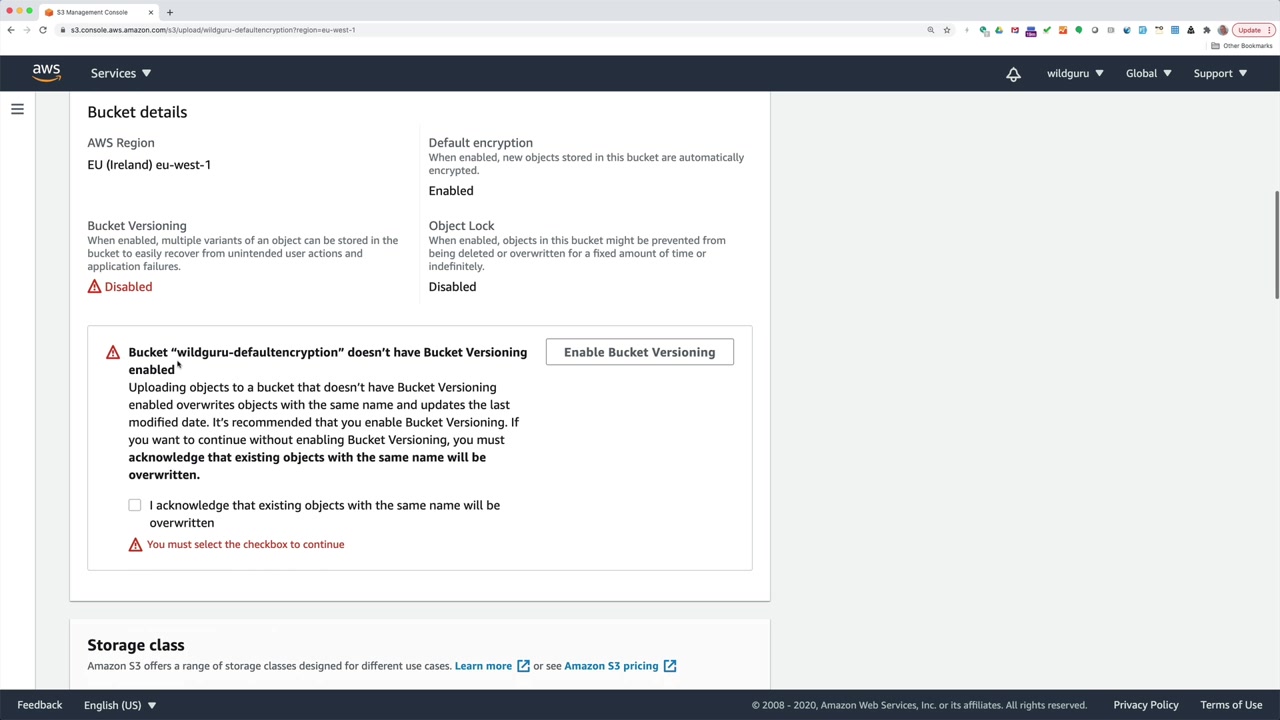 S3 Management Console
s3.console.aws.amazon.com/s3/upload/wildguru-defaultencryption?region=eu-west-1
Update
Other Bookmarks
aws
Services
wildguru
Global
Support
Bucket details
AWS Region
EU (Ireland) eu-west-1
Default encryption
When enabled, new objects stored in this bucket are automatically
encrypted.
Enabled
Bucket Versioning
When enabled, multiple variants of an object can be stored in the
bucket to easily recover from unintended user actions and
application failures.
Disabled
Object Lock
When enabled, objects in this bucket might be prevented from
being deleted or overwritten for a fixed amount of time or
indefinitely.
Disabled
Bucket “wildguru-defaultencryption” doesn’t have Bucket Versioning
enabled
Enable Bucket Versioning
Uploading objects to a bucket that doesn’t have Bucket Versioning
enabled overwrites objects with the same name and updates the last
modified date. It’s recommended that you enable Bucket Versioning. If
you want to continue without enabling Bucket Versioning, you must
acknowledge that existing objects with the same name will be
overwritten.
I acknowledge that existing objects with the same name will be
overwritten
You must select the checkbox to continue
Storage class
Amazon S3 offers a range of storage classes designed for different use cases. Learn more or see Amazon S3 pricing
Feedback
English (US)
© 2008 - 2020, Amazon Web Services, Inc. or its affiliates. All rights reserved.
Privacy Policy
Terms of Use